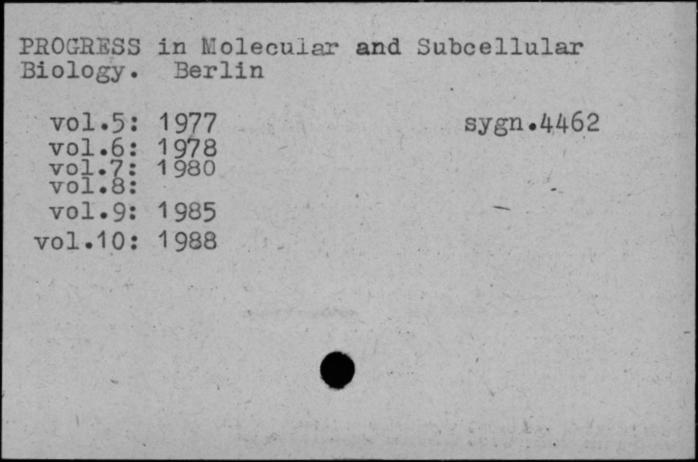 PROGRESS in Molecular and Subcellular
Biology. Berlin
vol.5: 1977 sygn.4462
vol.6: 1978
vol.7: 1980
vol.8:
vol.9: 1985
vol.10: 1988